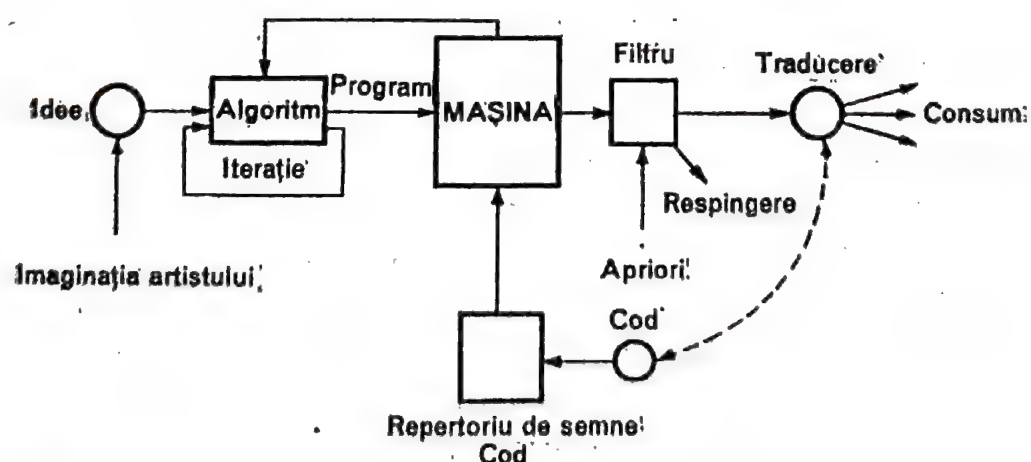 Filtru
Traducere
Program
Idee
Algoritm
MAȘINA
Consum
Iterație
Respingere
Imaginația artistului
Apriori
Cod
Repertoriu de semne
Cod